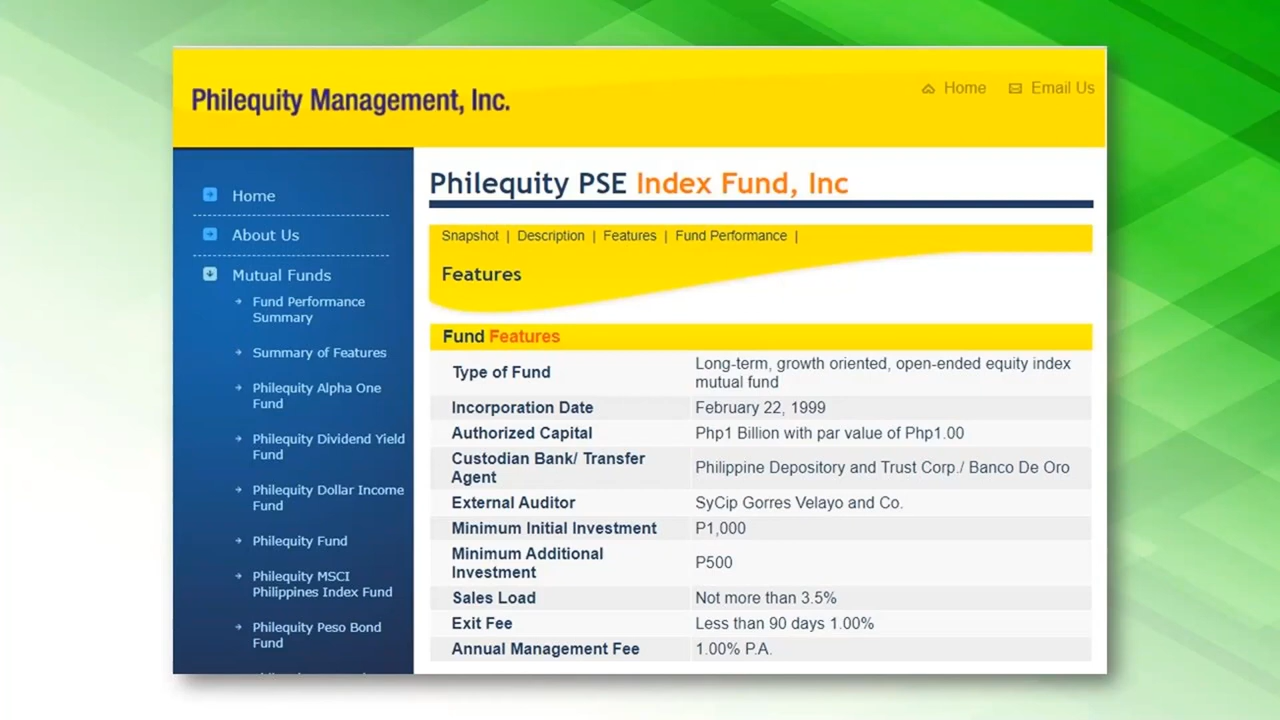 Philequity Management, Inc.
Home
Email Us
Home
About Us
Mutual Funds
Fund Performance
Summary
Summary of Features
Philequity Alpha One
Fund
Philequity Dividend Yield
Fund
Philequity Dollar Income
Fund
Philequity Fund
Philequity MSCI
Philippines Index Fund
Philequity Peso Bond
Fund
Philequity PSE Index Fund, Inc
Snapshot | Description | Features | Fund Performance |
Features
Fund Features
Type of Fund
Long-term, growth oriented, open-ended equity index
mutual fund
Incorporation Date
February 22, 1999
Authorized Capital
Php1 Billion with par value of Php1.00
Custodian Bank/ Transfer
Agent
Philippine Depository and Trust Corp./ Banco De Oro
External Auditor
SyCip Gorres Velayo and Co.
Minimum Initial Investment
P1,000
Minimum Additional
Investment
P500
Sales Load
Not more than 3.5%
Exit Fee
Less than 90 days 1.00%
Annual Management Fee
1.00% P.A.